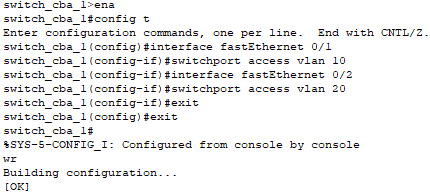 switch_cba_1>ena
switch_cba_1#config t
Enter configuration commands, one per line.  End with CNTL/Z.
switch_cba_1(config)#interface fastEthernet 0/1
switch_cba_1(config-if)#switchport access vlan 10
switch_cba_1(config-if)#interface fastEthernet 0/2
switch_cba_1(config-if)#switchport access vlan 20
switch_cba_1(config-if)#exit
switch_cba_1(config)#exit
switch_cba_1#
%SYS-5-CONFIG_I: Configured from console by console
wr
Building configuration...
[OK]